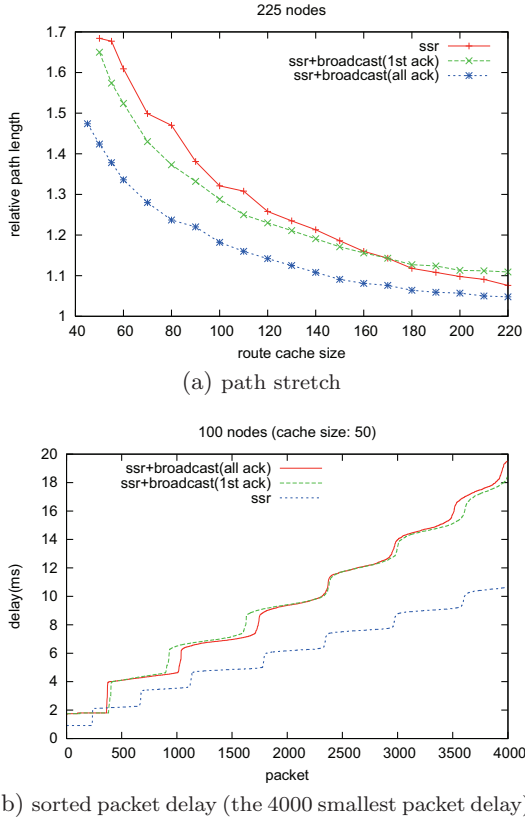 225 nodes
ssr
ssr+broadcast(1st ack)
ssr+broadcast(all ack)
relative path length
1.7
1.6
1.5
1.4
1.3
1.2
1.1
1
40 60 80 100 120 140 160 180 200 220
route cache size
(a) path stretch
100 nodes (cache size: 50)
ssr+broadcast(all ack)
ssr+broadcast(1st ack)
ssr
delay(ms)
20
18
16
14
12
10
8
6
4
2
0
0 500 1000 1500 2000 2500 3000 3500 4000
packet
b) sorted packet delay (the 4000 smallest packet delay)